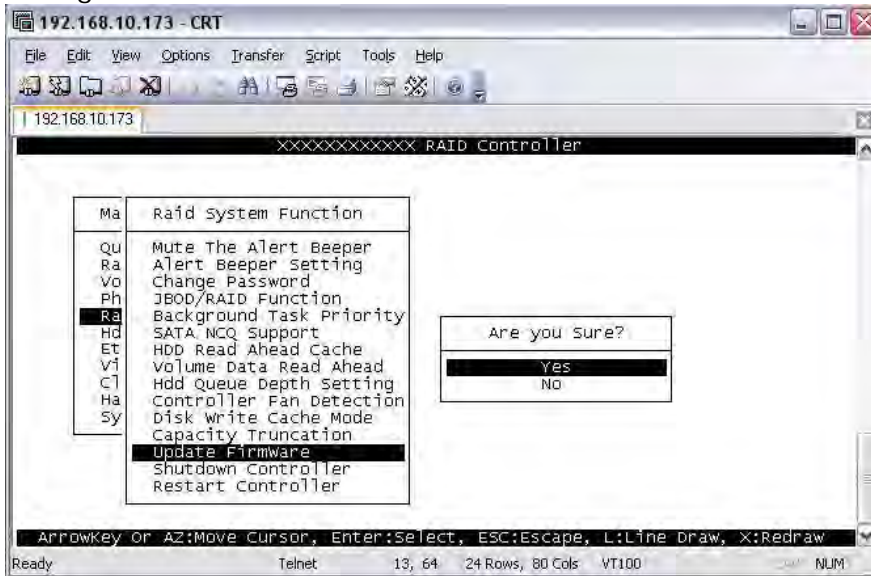 192.168.10.173 - CRT
File Edit View Options Transfer Script Tools Help
192.168.10.173
XXXXXXXXXXXX RAID Controller
Ma
Qu
Ra
Vo
Ph
Ra
Hd
Et
Vi
Cl
Ha
Sy
Raid System Function
Mute The Alert Beeper
Alert Beeper Setting
Change Password
JBOD/RAID Function
Background Task Priority
SATA NCQ Support
HDD Read Ahead Cache
Volume Data Read Ahead
Hdd Queue Depth Setting
Controller Fan Detection
Disk Write Cache Mode
Capacity Truncation
Update FirmWare
Shutdown Controller
Restart Controller
Are you Sure?
Yes
No
ArrowKey Or AZ:Move Cursor, Enter:Select, ESC:Escape, L:Line Draw, X:Redraw
Ready Telnet 13, 64 24 Rows, 80 Cols VT100 NUM